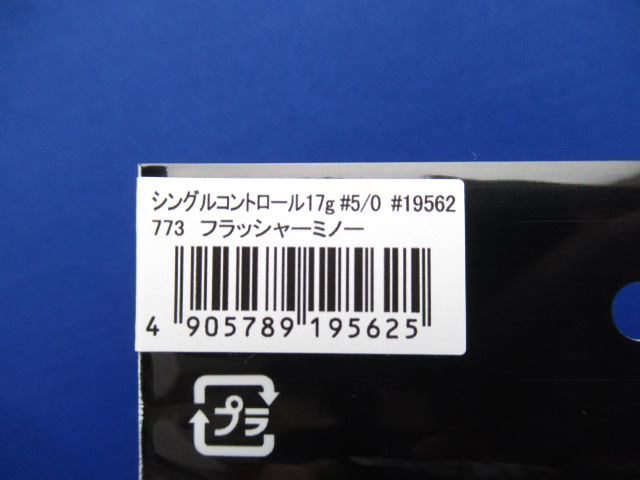 シングルコントロール17g #5/0 #19562
773 フラッシャーミノー
4 905789 195625
プラ